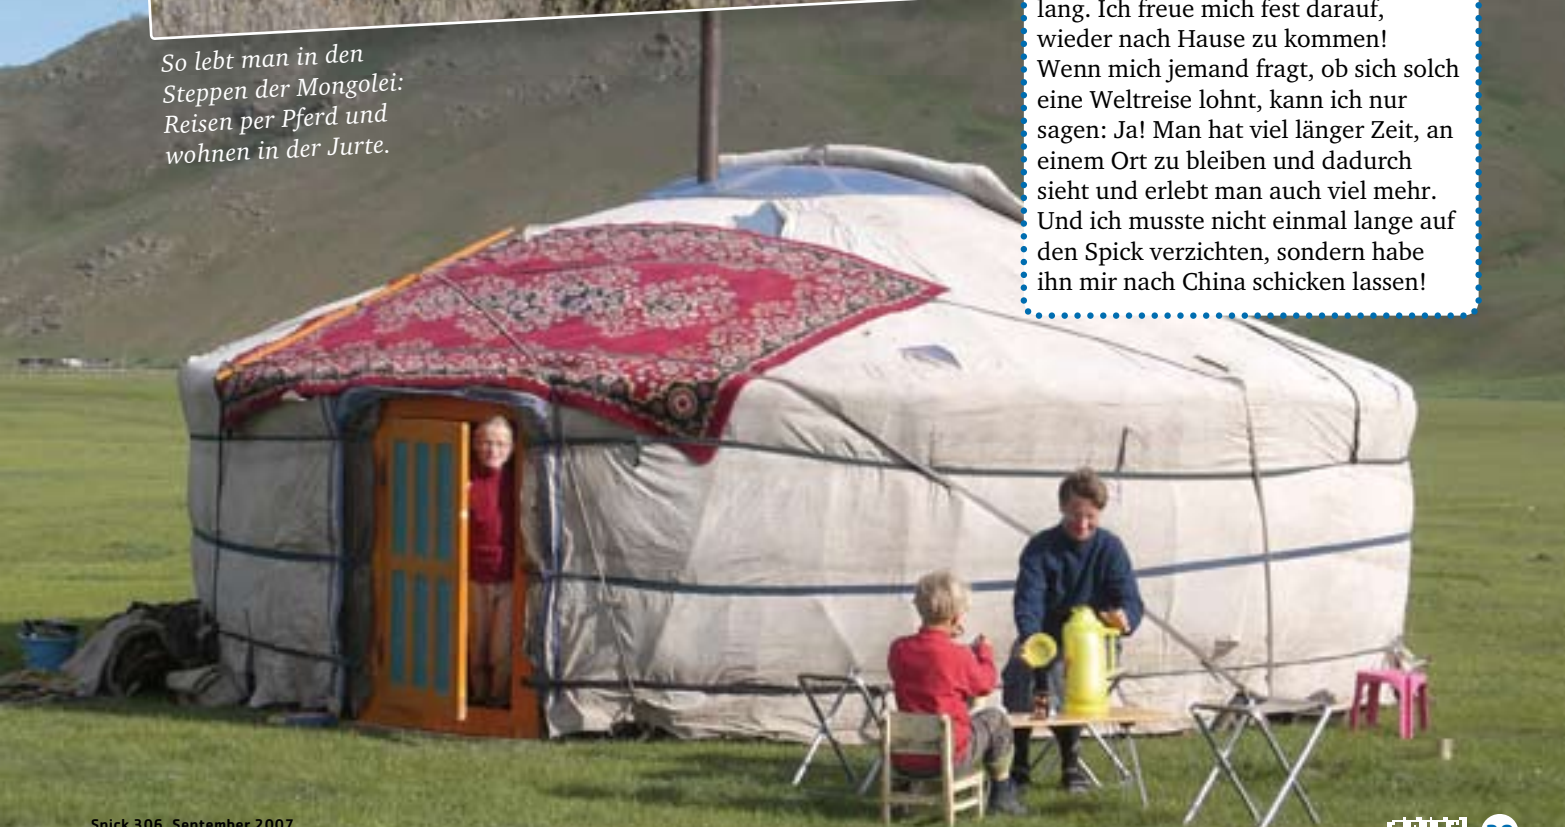 So lebt man in den
Steppen der Mongolei:
Reisen per Pferd und
wohnen in der Jurte.
lang. Ich freue mich fest darauf,
wieder nach Hause zu kommen!
Wenn mich jemand fragt, ob sich solch
eine Weltreise lohnt, kann ich nur
sagen: Ja! Man hat viel länger Zeit, an
einem Ort zu bleiben und dadurch
sieht und erlebt man auch viel mehr.
Und ich musste nicht einmal lange auf
den Spick verzichten, sondern habe
ihn mir nach China schicken lassen!
Spick 306, September 2007